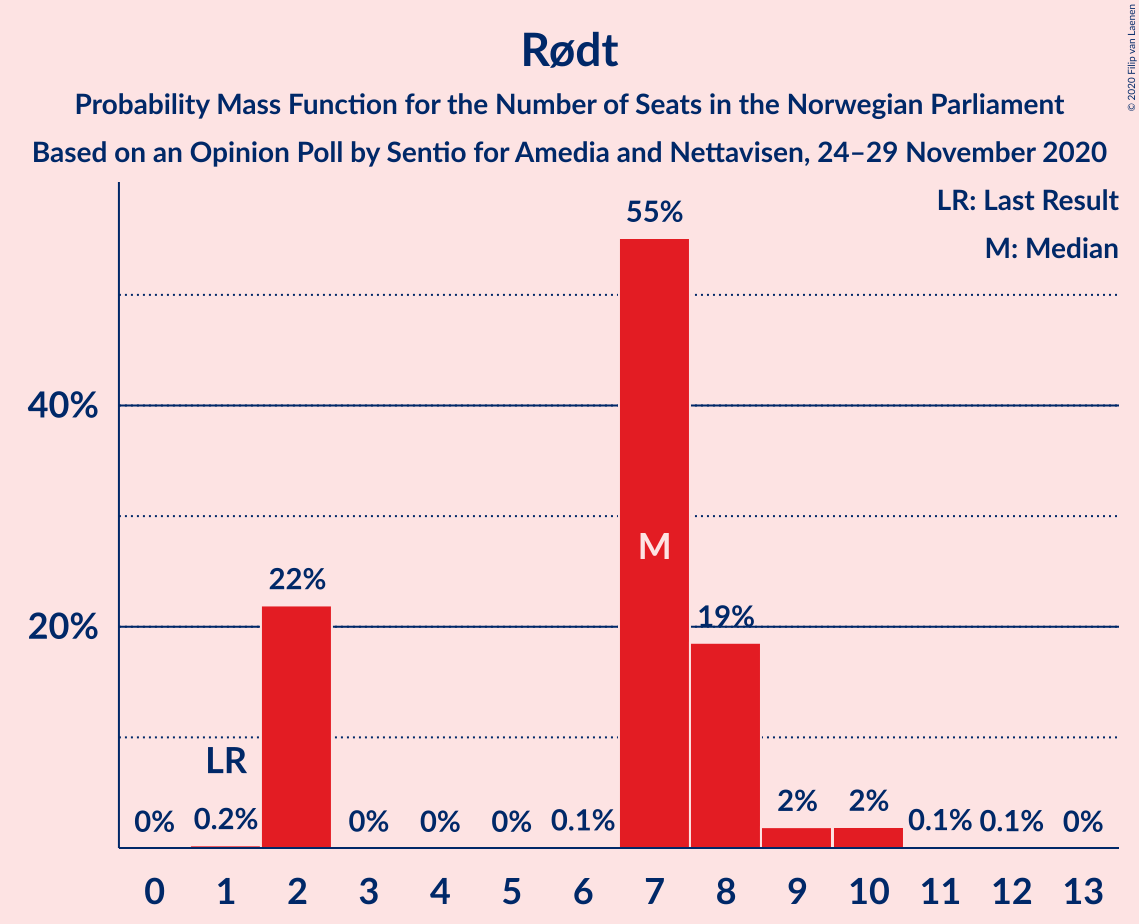 © 2020 Filip van Laenen
Rødt
Probability Mass Function for the Number of Seats in the Norwegian Parliament
Based on an Opinion Poll by Sentio for Amedia and Nettavisen, 24–29 November 2020
LR: Last Result
M: Median
55%
40%
M
22%
20%
19%
LR
0% 0.2% 0% 0% 0% 0.1% 2% 2% 0.1% 0.1% 0%
0 1 2 3 4 5 6 7 8 9 10 11 12 13